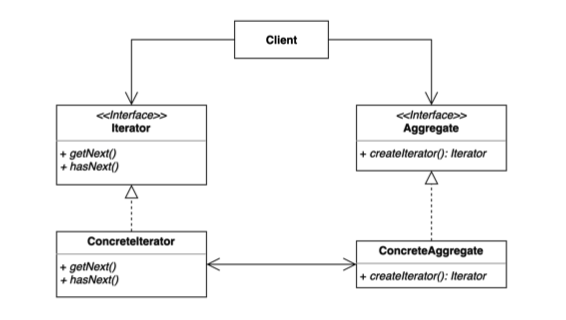 Client
<<Interface>>
Iterator
+ getNext()
+ hasNext()
<<Interface>>
Aggregate
+ createIterator(): Iterator
ConcreteIterator
+ getNext()
+ hasNext()
ConcreteAggregate
+ createIterator(): Iterator